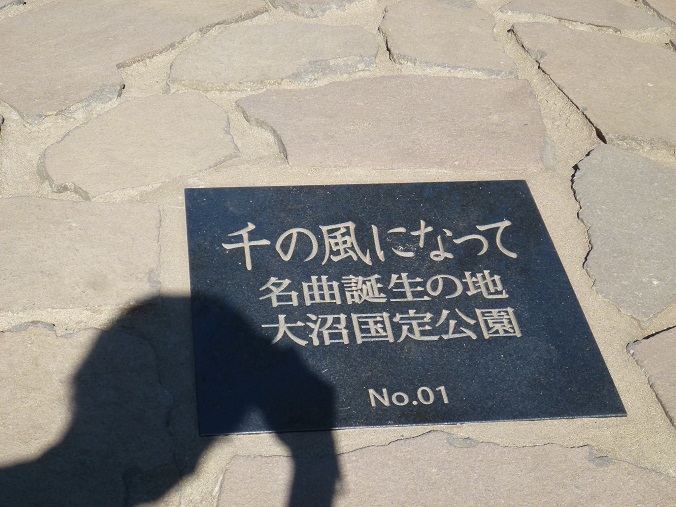 千の風になって
名曲誕生の地
大沼国定公園
No.01